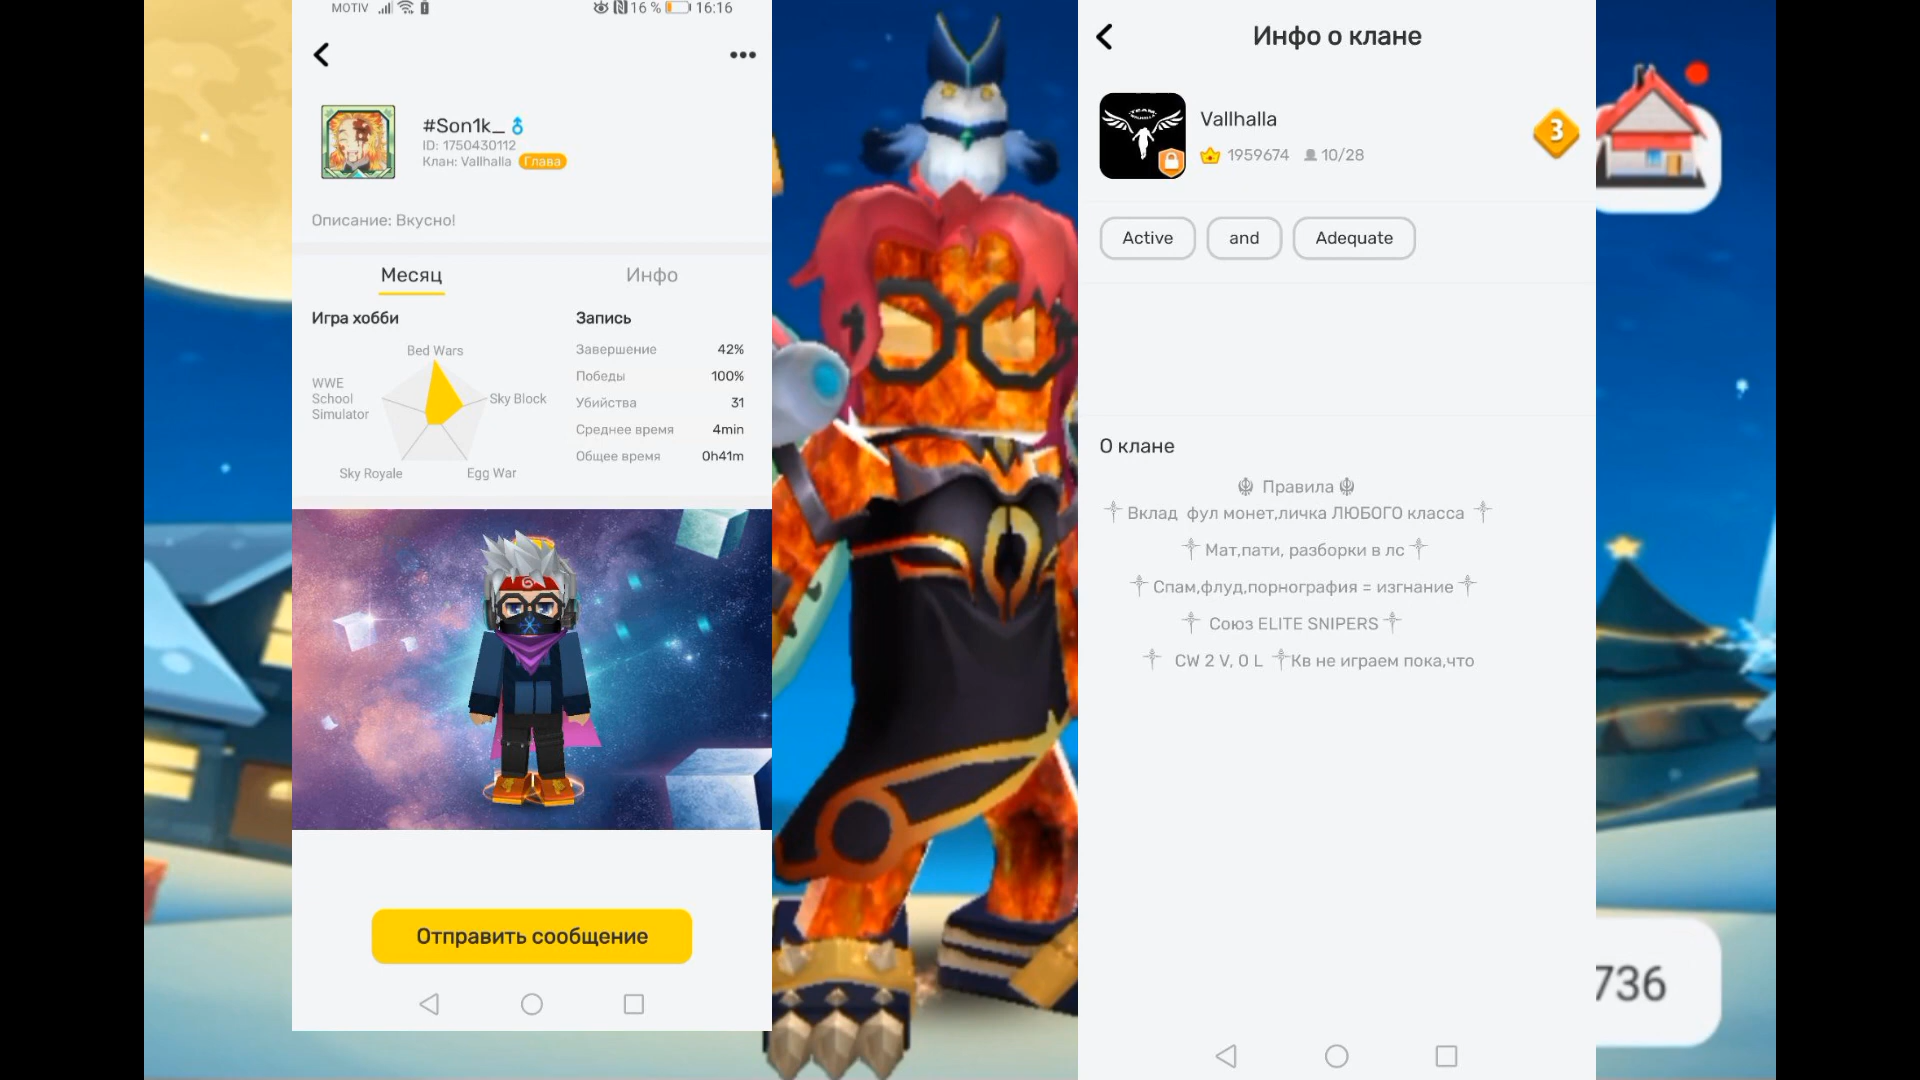 MOTIV 16 % 16:16
#Son1k_
ID: 1750430112
Клан: Vallhalla Глава
Описание: Вкусно!
Месяц Инфо
Игра хобби
Bed Wars
WWE
School
Simulator
Sky Block
Sky Royale
Egg War
Запись
Завершение 42%
Победы 100%
Убийства 31
Среднее время 4min
Общее время 0h41m
Отправить сообщение
Инфо о клане
Vallhalla
1959674 10/28
3
Active and Adequate
О клане
Правила
Вклад фул монет,личка ЛЮБОГО класса
Мат,пати, разборки в лс
Спам,флуд,порнография = изгнание
Союз ELITE SNIPERS
CW 2 V, 0 L Кв не играем пока,что
736